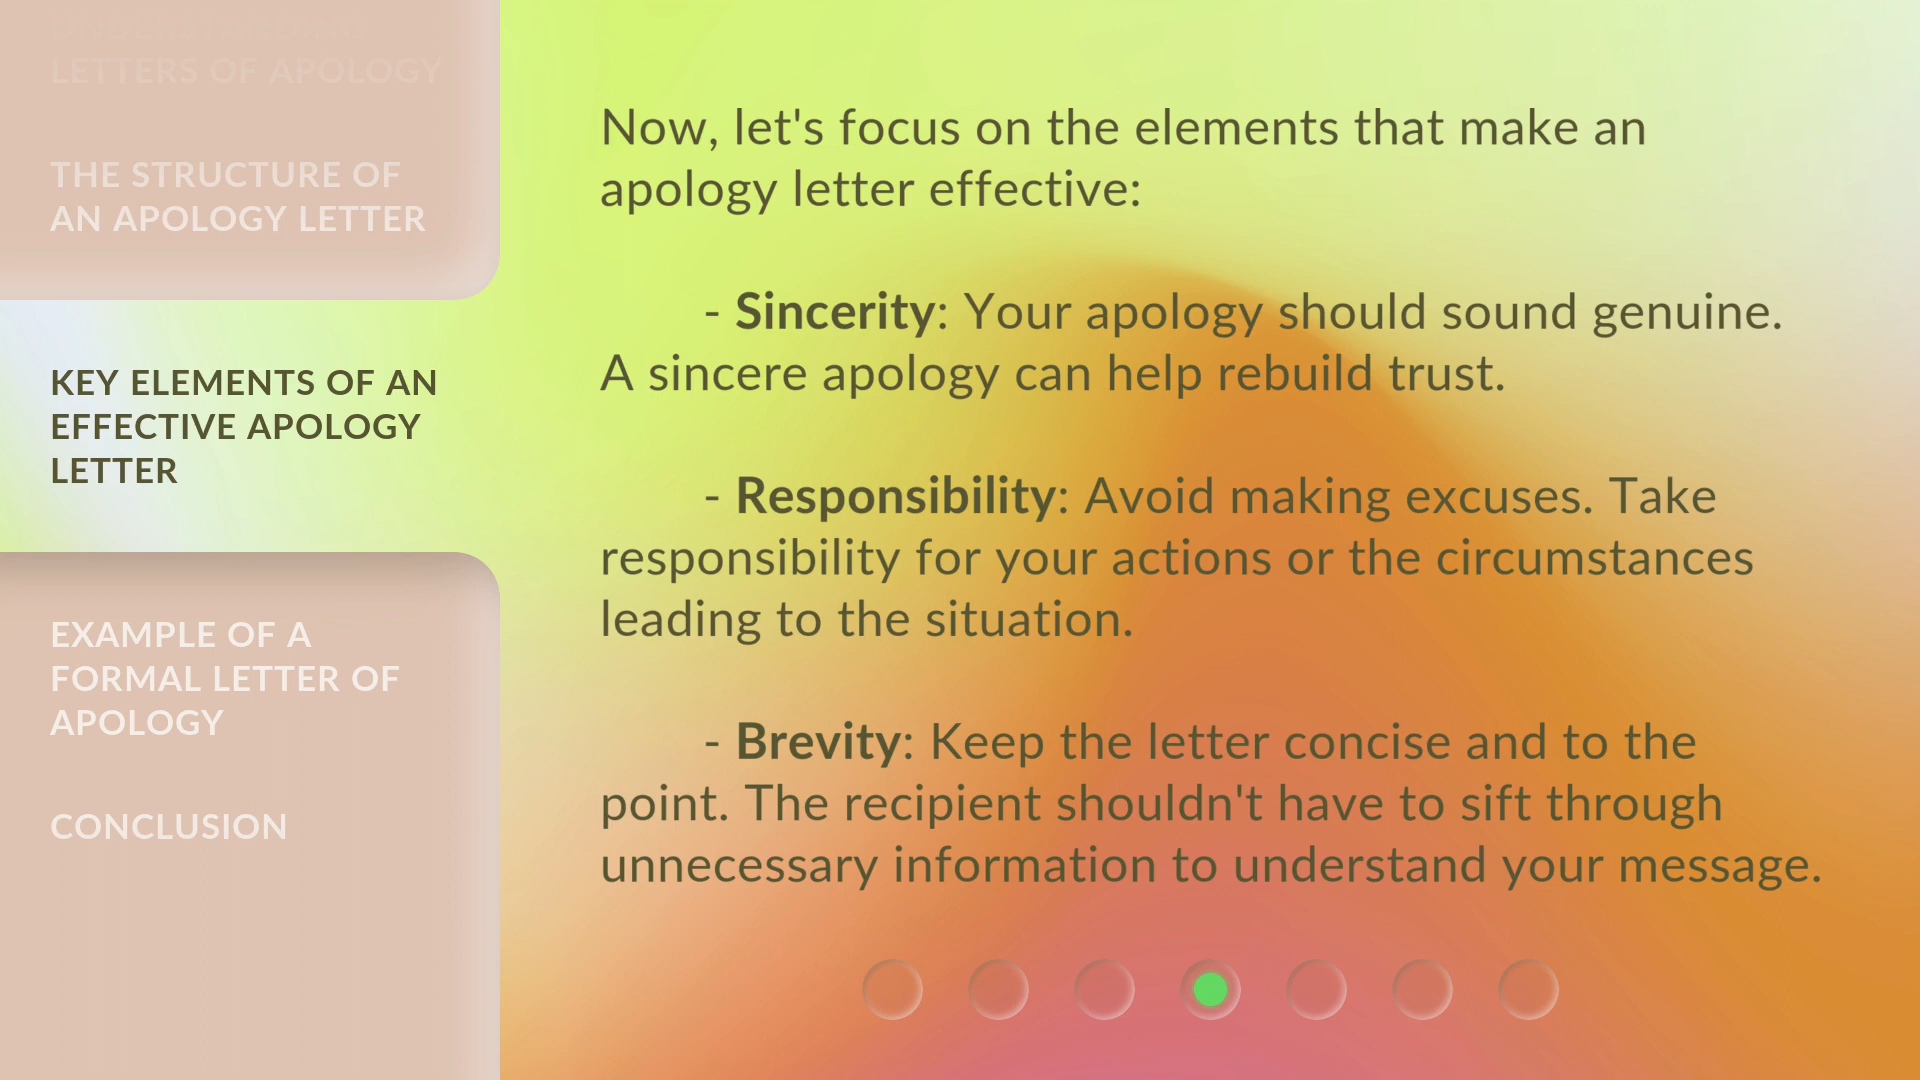 LETTERS OF APOLOGY
THE STRUCTURE OF
AN APOLOGY LETTER
KEY ELEMENTS OF AN
EFFECTIVE APOLOGY
LETTER
EXAMPLE OF A
FORMAL LETTER OF
APOLOGY
CONCLUSION
Now, let's focus on the elements that make an
apology letter effective:
- Sincerity: Your apology should sound genuine.
A sincere apology can help rebuild trust.
- Responsibility: Avoid making excuses. Take
responsibility for your actions or the circumstances
leading to the situation.
- Brevity: Keep the letter concise and to the
point. The recipient shouldn't have to sift through
unnecessary information to understand your message.